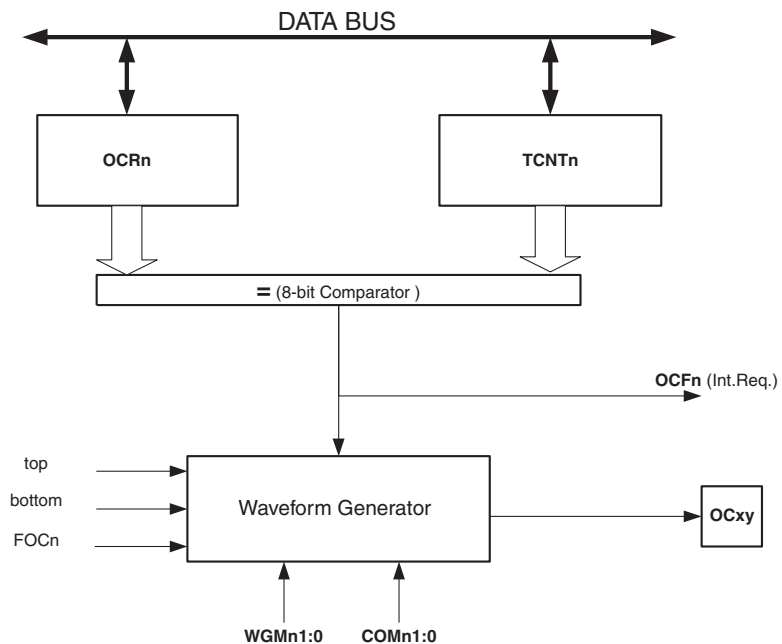 DATA BUS
OCRn
TCNTn
= (8-bit Comparator )
OCFn (Int.Req.)
top
bottom
FOCn
Waveform Generator
OCxy
WGMn1:0
COMn1:0